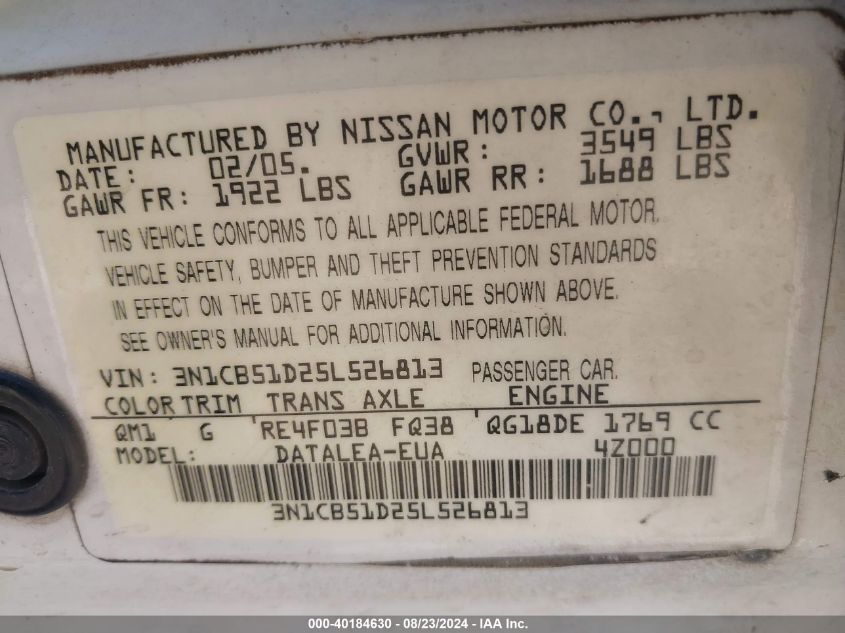 MANUFACTURED BY NISSAN MOTOR CO., LTD.
DATE: 02/05. GVWR: 3549 LBS
GAWR FR: 1922 LBS GAWR RR: 1688 LBS
THIS VEHICLE CONFORMS TO ALL APPLICABLE FEDERAL MOTOR
VEHICLE SAFETY, BUMPER AND THEFT PREVENTION STANDARDS
IN EFFECT ON THE DATE OF MANUFACTURE SHOWN ABOVE.
SEE OWNER'S MANUAL FOR ADDITIONAL INFORMATION.
VIN: 3N1CB51D25L526813 PASSENGER CAR.
COLOR TRIM TRANS AXLE ENGINE
QM1 G RE4F03B FQ38 QG18DE 1769 CC
MODEL: DATALEA-EUA 4Z000
3N1CB51D25L526813
000-40184630 - 08/23/2024 - IAA Inc.